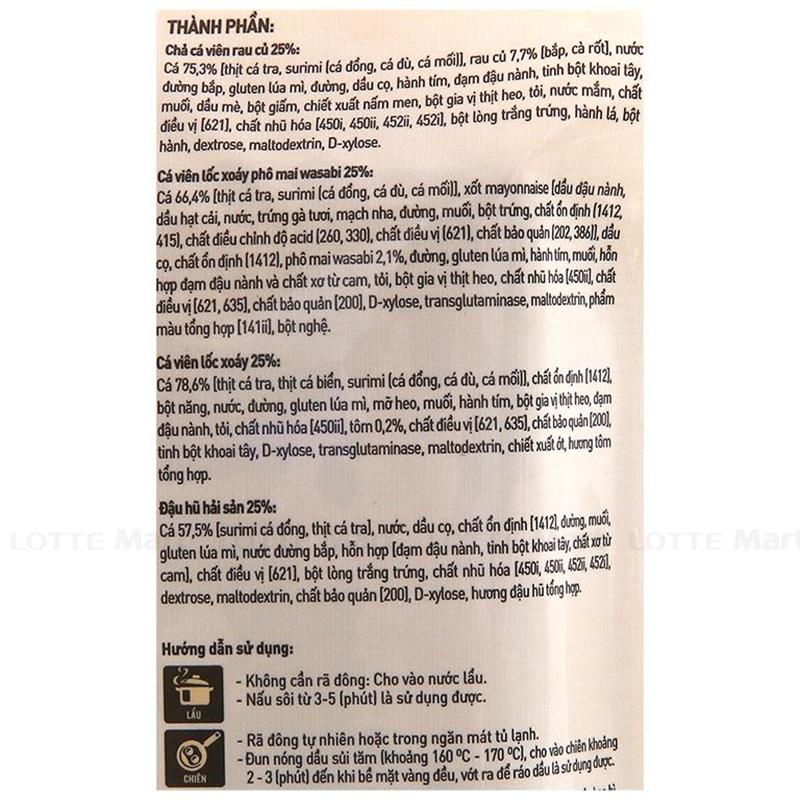 THÀNH PHẦN:
Chả cá viên rau củ 25%:
Cá 75,3% [thịt cá tra, surimi (cá đổng, cá dù, cá mối)], rau củ 7,7% [bắp, cà rốt], nước
đường bắp, gluten lúa mì, đường, dầu cọ, hành tím, đạm đậu nành, tinh bột khoai tây,
muối, dầu mè, bột giấm, chiết xuất nấm men, bột gia vị thịt heo, tỏi, nước mắm, chất
điều vị [621], chất nhũ hóa [450i, 450ii, 452ii, 452i], bột lòng trắng trứng, hành lá, bột
hành, dextrose, maltodextrin, D-xylose.
Cá viên lốc xoáy phô mai wasabi 25%:
Cá 66,4% [thịt cá tra, surimi (cá đổng, cá dù, cá mối)], xốt mayonnaise [dầu đậu nành,
dầu hạt cải, nước, trứng gà tươi, mạch nha, đường, muối, bột trứng, chất ổn định (1412,
415), chất điều chỉnh độ acid (260, 330), chất điều vị (621), chất bảo quản (202, 386)], dầu
cọ, chất ổn định [1412], phô mai wasabi 2,1%, đường, gluten lúa mì, hành tím, muối, hỗn
hợp đạm đậu nành và chất xơ từ cam, tỏi, bột gia vị thịt heo, chất nhũ hóa [450ii], chất
điều vị [621, 635], chất bảo quản [200], D-xylose, transglutaminase, maltodextrin, phẩm
màu tổng hợp [141ii], bột nghệ.
Cá viên lốc xoáy 25%:
Cá 78,6% [thịt cá tra, thịt cá biển, surimi (cá đổng, cá dù, cá mối)], chất ổn định [1412],
bột năng, nước, đường, gluten lúa mì, mỡ heo, muối, hành tím, bột gia vị thịt heo, đạm
đậu nành, tỏi, chất nhũ hóa [450ii], tôm 0,2%, chất điều vị [621, 635], chất bảo quản [200],
tinh bột khoai tây, D-xylose, transglutaminase, maltodextrin, chiết xuất ớt, hương tôm
tổng hợp.
Đậu hũ hải sản 25%:
Cá 57,5% [surimi cá đổng, thịt cá tra], nước, dầu cọ, chất ổn định [1412], đường, muối,
gluten lúa mì, nước đường bắp, hỗn hợp [đạm đậu nành, tinh bột khoai tây, chất xơ từ
cam], chất điều vị [621], bột lòng trắng trứng, chất nhũ hóa [450i, 450ii, 452ii, 452i],
dextrose, maltodextrin, chất bảo quản [200], D-xylose, hương đậu hũ tổng hợp.
LOTTE Mart LOTTE Mart
Hướng dẫn sử dụng:
- Không cần rã đông: Cho vào nước lẩu.
- Nấu sôi từ 3-5 (phút) là sử dụng được.
LẨU
- Rã đông tự nhiên hoặc trong ngăn mát tủ lạnh.
- Đun nóng dầu sủi tăm (khoảng 160 ºC - 170 ºC), cho vào chiên khoảng
2 - 3 (phút) đến khi bề mặt vàng đều, vớt ra để ráo dầu là sử dụng được.
CHIÊN